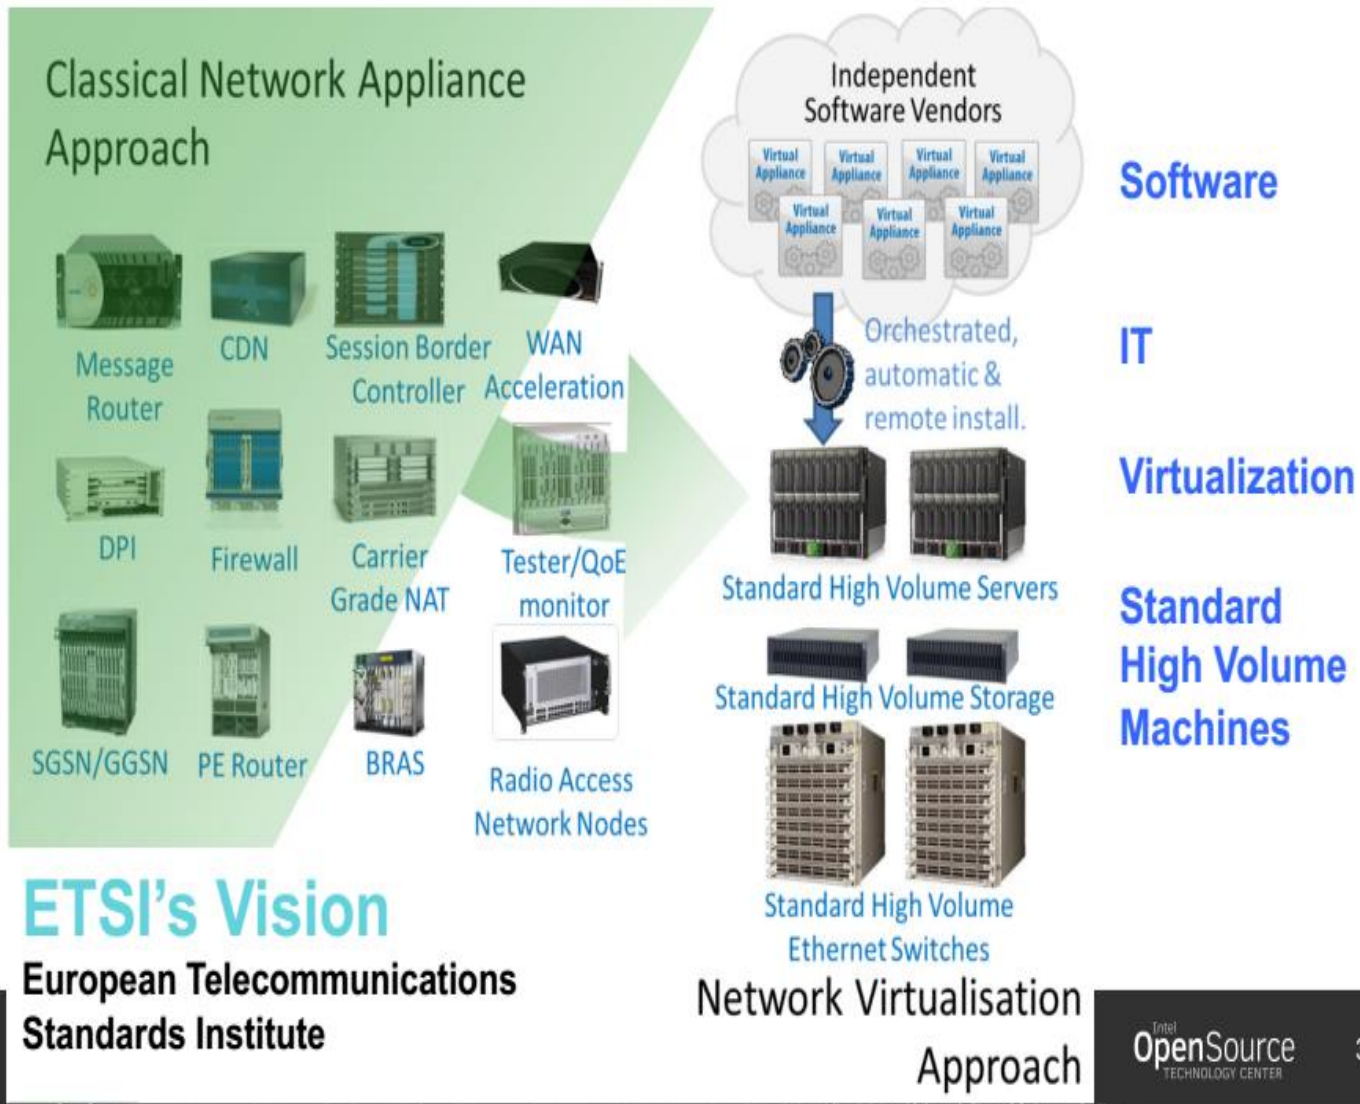 Classical Network Appliance
Approach
Message
Router
CDN
Session Border
Controller
WAN
Acceleration
DPI
Firewall
Carrier
Grade NAT
Tester/QoE
monitor
SGSN/GGSN
PE Router
BRAS
Radio Access
Network Nodes
ETSI's Vision
European Telecommunications
Standards Institute
Independent
Software Vendors
Virtual
Appliance
Virtual
Appliance
Virtual
Appliance
Virtual
Appliance
Virtual
Appliance
Virtual
Appliance
Virtual
Appliance
Orchestrated,
automatic &
remote install.
Standard High Volume Servers
Standard High Volume Storage
Standard High Volume
Ethernet Switches
Network Virtualisation
Approach
Software
IT
Virtualization
Standard
High Volume
Machines
Intel
OpenSource
TECHNOLOGY CENTER